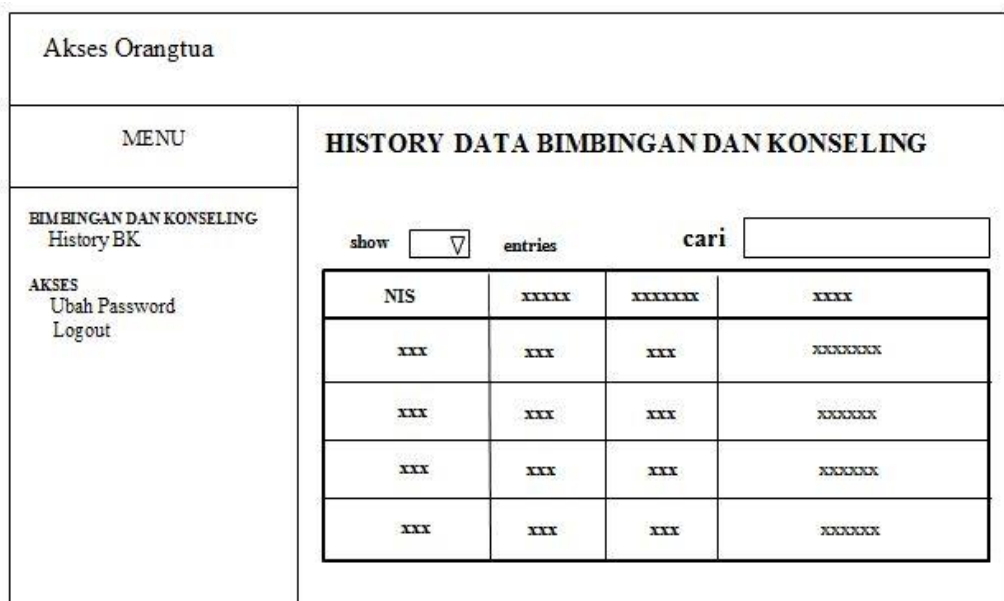 Akses Orangtua
MENU
HISTORY DATA BIMBINGAN DAN KONSELING
BIMBINGAN DAN KONSELING
History BK
AKSES
Ubah Password
Logout
show entries cari
NIS xxxxx xxxxxxx xxxx
xxx xxx xxx xxxxxxx
xxx xxx xxx xxxxxx
xxx xxx xxx xxxxxx
xxx xxx xxx xxxxxx